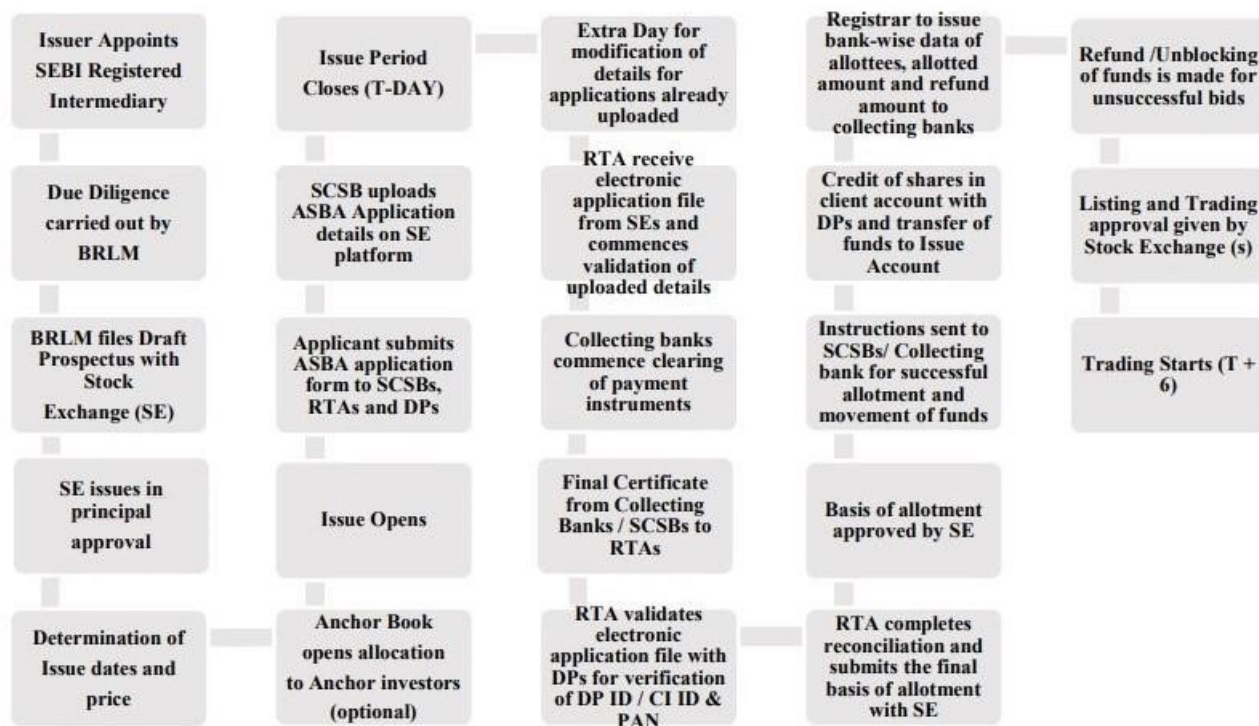 Issuer Appoints
SEBI Registered
Intermediary
Due Diligence
carried out by
BRLM
BRLM files Draft
Prospectus with
Stock
Exchange (SE)
SE issues in
principal
approval
Determination of
Issue dates and
price
Anchor Book
opens allocation
to Anchor investors
(optional)
Issue Opens
Applicant submits
ASBA application
form to SCSBs,
RTAs and DPs
SCSB uploads
ASBA Application
details on SE
platform
Issue Period
Closes (T-DAY)
Extra Day for
modification of
details for
applications already
uploaded
RTA receive
electronic
application file
from SEs and
commences
validation of
uploaded details
Collecting banks
commence clearing
of payment
instruments
Final Certificate
from Collecting
Banks / SCSBs to
RTAs
RTA validates
electronic
application file with
DPs for verification
of DP ID / CI ID &
PAN
RTA completes
reconciliation and
submits the final
basis of allotment
with SE
Basis of allotment
approved by SE
Instructions sent to
SCSBs/ Collecting
bank for successful
allotment and
movement of funds
Credit of shares in
client account with
DPs and transfer of
funds to Issue
Account
Registrar to issue
bank-wise data of
allottees, allotted
amount and refund
amount to
collecting banks
Refund /Unblocking
of funds is made for
unsuccessful bids
Listing and Trading
approval given by
Stock Exchange (s)
Trading Starts (T +
6)